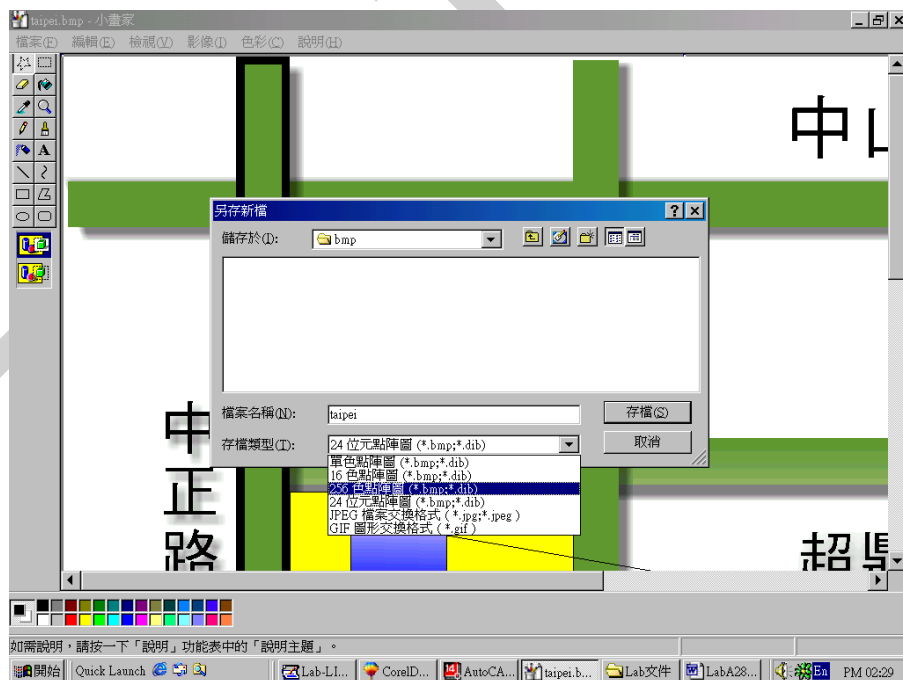 taipei.bmp - 小畫家
檔案(F) 編輯(E) 檢視(V) 影像(I) 色彩(C) 說明(H)
A
中山
另存新檔
儲存於(I): bmp
檔案名稱(N): taipei 存檔(S)
存檔類型(T): 24 位元點陣圖 (*.bmp;*.dib) 取消
單色點陣圖 (*.bmp;*.dib)
16 色點陣圖 (*.bmp;*.dib)
256 色點陣圖 (*.bmp;*.dib)
24 位元點陣圖 (*.bmp;*.dib)
JPEG 檔案交換格式 (*.jpg;*.jpeg )
GIF 圖形交換格式 ( *.gif )
中正路
超
如需說明，請按一下「說明」功能表中的「說明主題」。
開始 Quick Launch Lab-LI... CorelD... AutoCA... taipei.b... Lab文件 LabA28... En PM 02:29